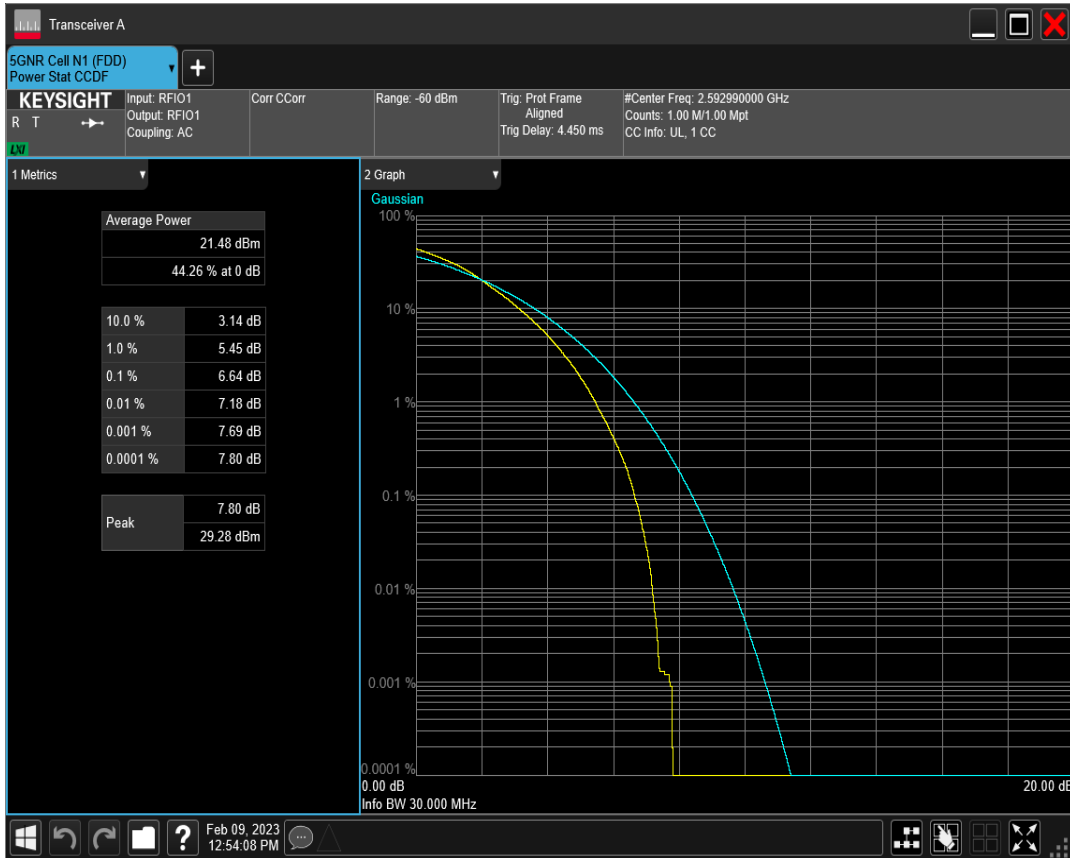 Transceiver A
5GNR Cell N1 (FDD)
Power Stat CCDF
+
KEYSIGHT
R T
LXI
Input: RFIO1
Output: RFIO1
Coupling: AC
Corr CCorr
Range: -60 dBm
Trig: Prot Frame
Aligned
Trig Delay: 4.450 ms
#Center Freq: 2.592990000 GHz
Counts: 1.00 M/1.00 Mpt
CC Info: UL, 1 CC
1 Metrics
Average Power
21.48 dBm
44.26 % at 0 dB
10.0 % 3.14 dB
1.0 % 5.45 dB
0.1 % 6.64 dB
0.01 % 7.18 dB
0.001 % 7.69 dB
0.0001 % 7.80 dB
Peak 7.80 dB
29.28 dBm
2 Graph
Gaussian
100 %
10 %
1 %
0.1 %
0.01 %
0.001 %
0.0001 %
0.00 dB 20.00 dB
Info BW 30.000 MHz
?
Feb 09, 2023
12:54:08 PM